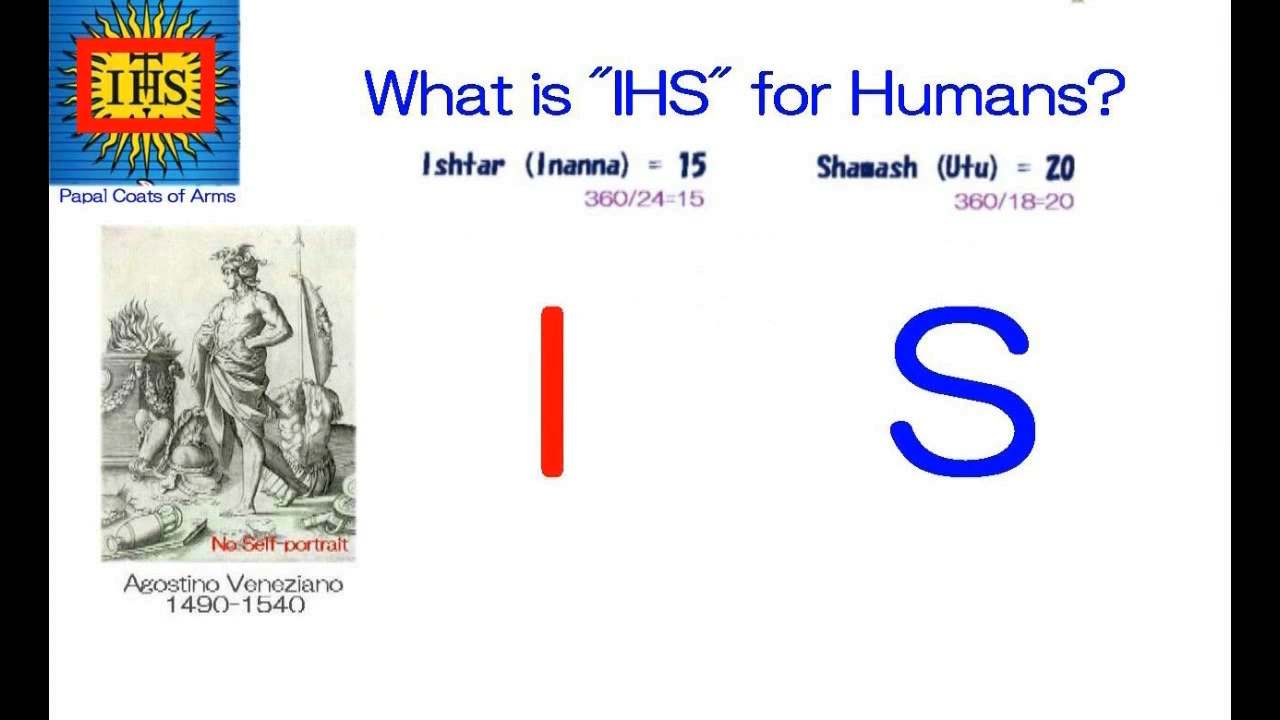 IHS
What is "IHS" for Humans?
Ishtar (Inanna) = 15
360/24=15
Shamash (Utu) = 20
360/18=20
Papal Coats of Arms
I S
No Self-portrait
Agostino Veneziano
1490-1540